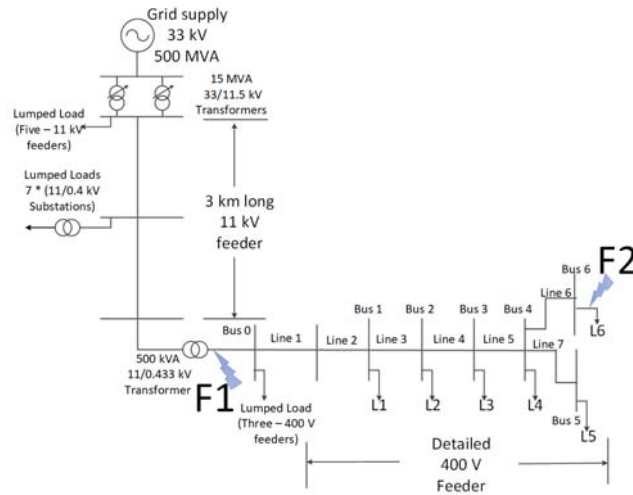 Grid supply
33 kV
500 MVA
15 MVA
33/11.5 kV
Transformers
Lumped Load
(Five – 11 kV
feeders)
Lumped Loads
7 * (11/0.4 kV
Substations)
3 km long
11 kV
feeder
F2
Bus 6
Line 6
L6
Bus 0
Bus 1
Bus 2
Bus 3
Bus 4
Line 1
Line 2
Line 3
Line 4
Line 5
Line 7
500 kVA
11/0.433 kV
Transformer
F1
Lumped Load
(Three – 400 V
feeders)
L1
L2
L3
L4
Bus 5
L5
Detailed
400 V
Feeder